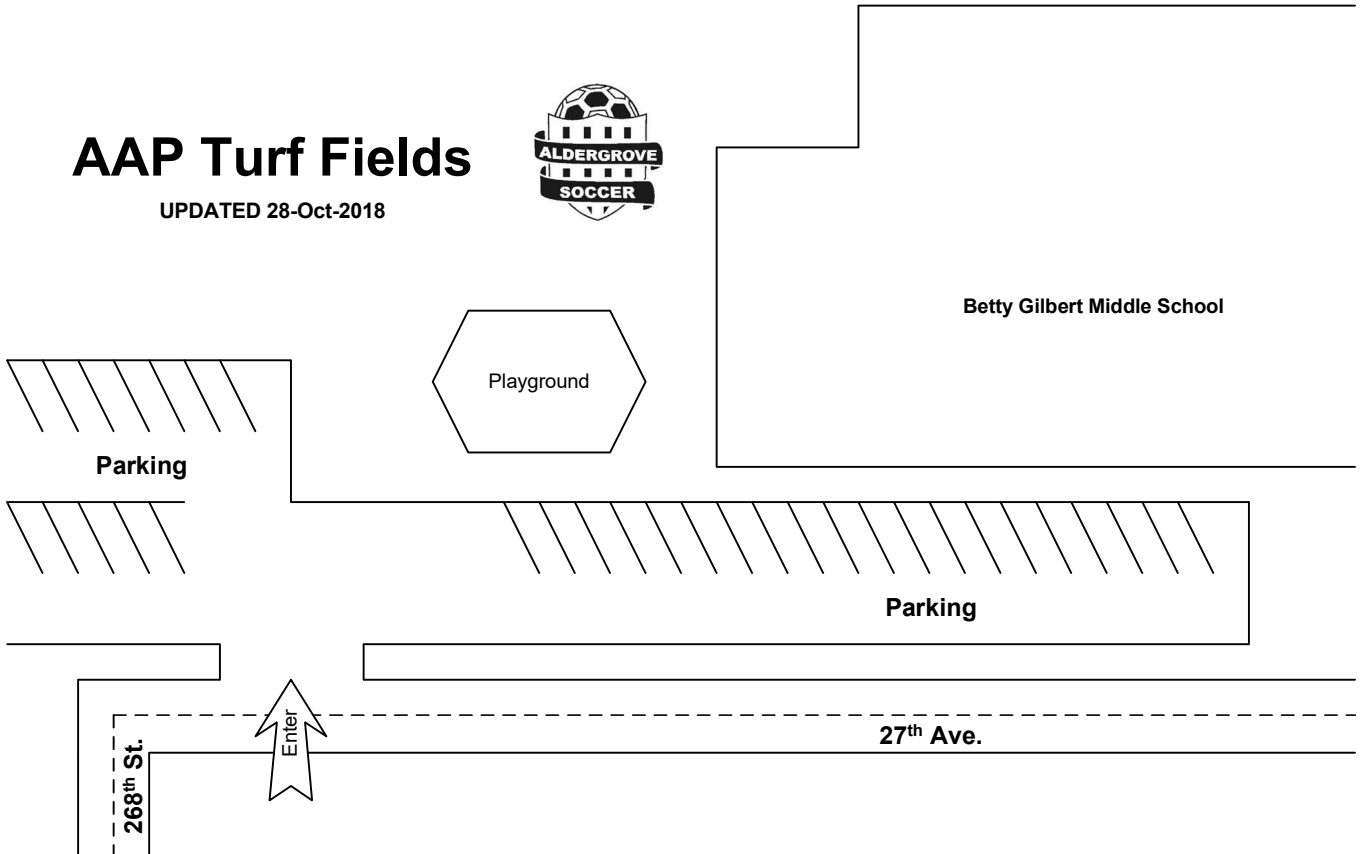 AAP Turf Fields
UPDATED 28-Oct-2018
ALDERGROVE
SOCCER
Betty Gilbert Middle School
Playground
Parking
Parking
Enter
27th Ave.
268th St.